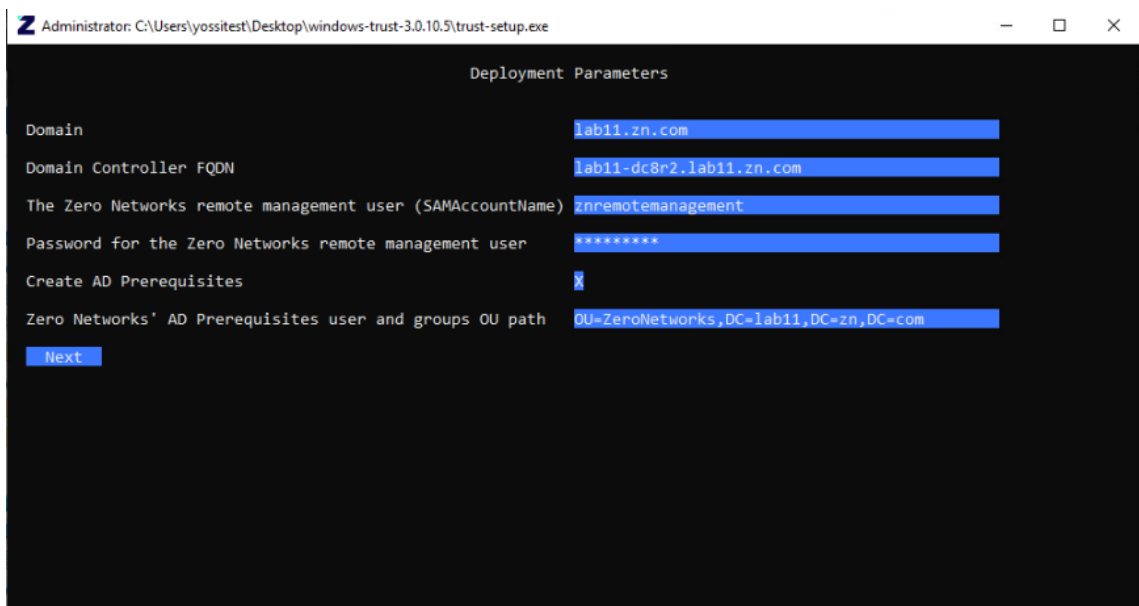 Administrator: C:\Users\yossitest\Desktop\windows-trust-3.0.10.5\trust-setup.exe
Deployment Parameters
Domain lab11.zn.com
Domain Controller FQDN lab11-dc8r2.lab11.zn.com
The Zero Networks remote management user (SAMAccountName) znremotemanagement
Password for the Zero Networks remote management user *********
Create AD Prerequisites X
Zero Networks' AD Prerequisites user and groups OU path OU=ZeroNetworks,DC=lab11,DC=zn,DC=com
Next